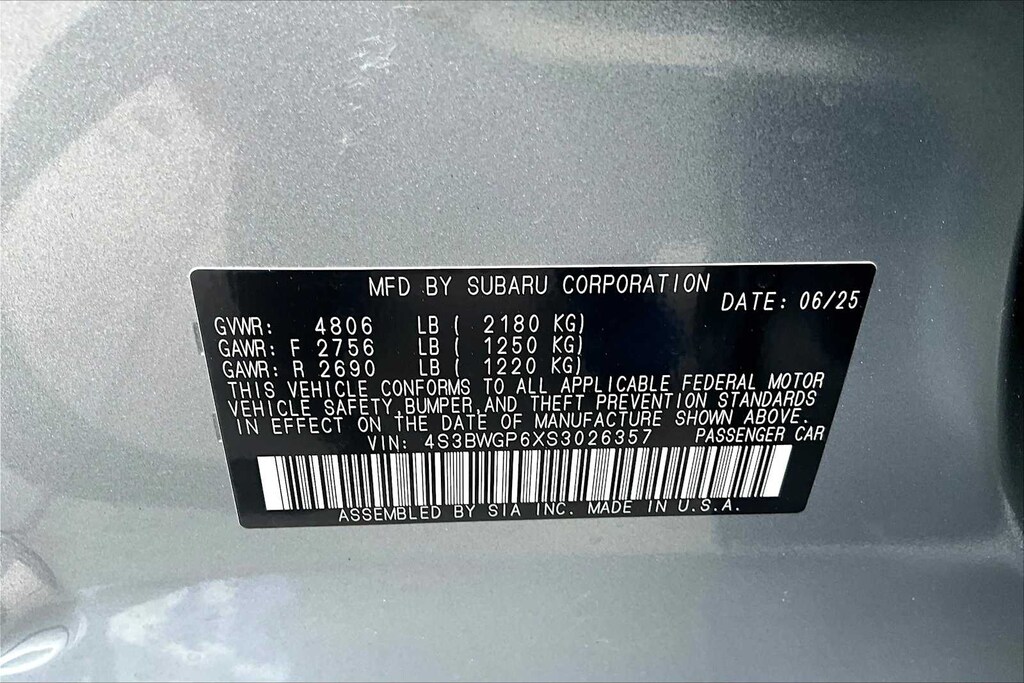 MFD BY SUBARU CORPORATION
DATE: 06/25
GVWR: 4806 LB ( 2180 KG)
GAWR: F 2756 LB ( 1250 KG)
GAWR: R 2690 LB ( 1220 KG)
THIS VEHICLE CONFORMS TO ALL APPLICABLE FEDERAL MOTOR
VEHICLE SAFETY,BUMPER,AND THEFT PREVENTION STANDARDS
IN EFFECT ON THE DATE OF MANUFACTURE SHOWN ABOVE.
VIN: 4S3BWGP6XS3026357 PASSENGER CAR
ASSEMBLED BY SIA INC. MADE IN U.S.A.